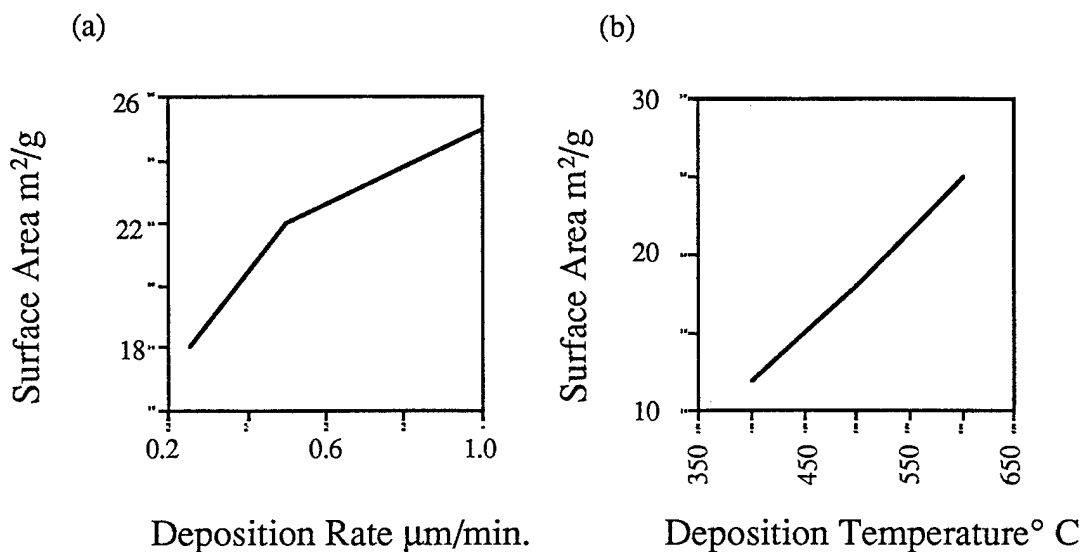 (a)
Surface Area m²/g
26
22
18
0.2 0.6 1.0
Deposition Rate μm/min.
(b)
Surface Area m²/g
30
20
10
350 450 550 650
Deposition Temperature° C